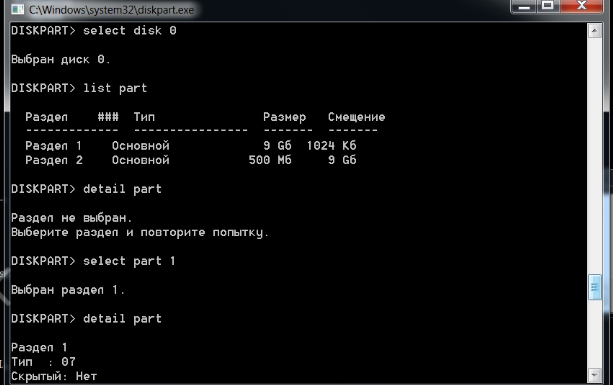 C:\Windows\system32\diskpart.exe
DISKPART> select disk 0
Выбран диск 0.
DISKPART> list part
Раздел ### Тип Размер Смещение
------------- ---------------- ------- -------
Раздел 1 Основной 9 Gб 1024 Kб
Раздел 2 Основной 500 Mб 9 Gб
DISKPART> detail part
Раздел не выбран.
Выберите раздел и повторите попытку.
DISKPART> select part 1
Выбран раздел 1.
DISKPART> detail part
Раздел 1
Тип : 07
Скрытый: Нет